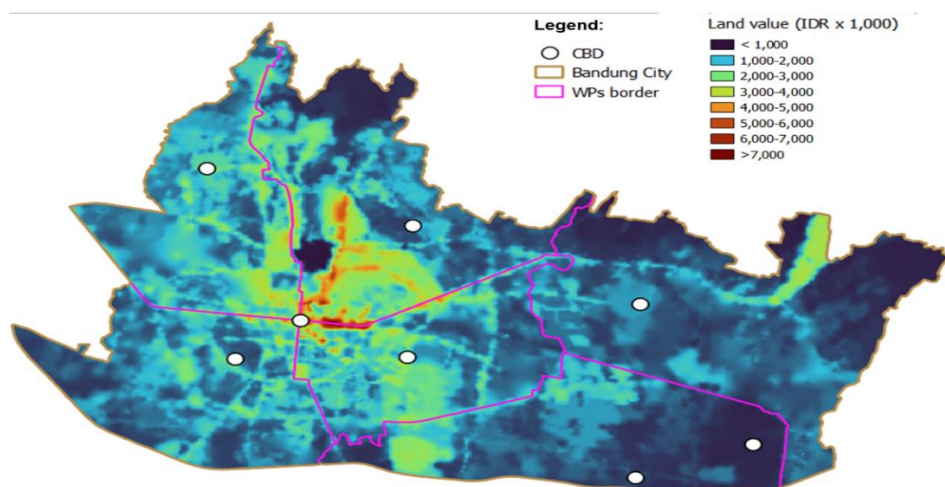 Legend:
CBD
Bandung City
WPs border
Land value (IDR x 1,000)
< 1,000
1,000-2,000
2,000-3,000
3,000-4,000
4,000-5,000
5,000-6,000
6,000-7,000
>7,000